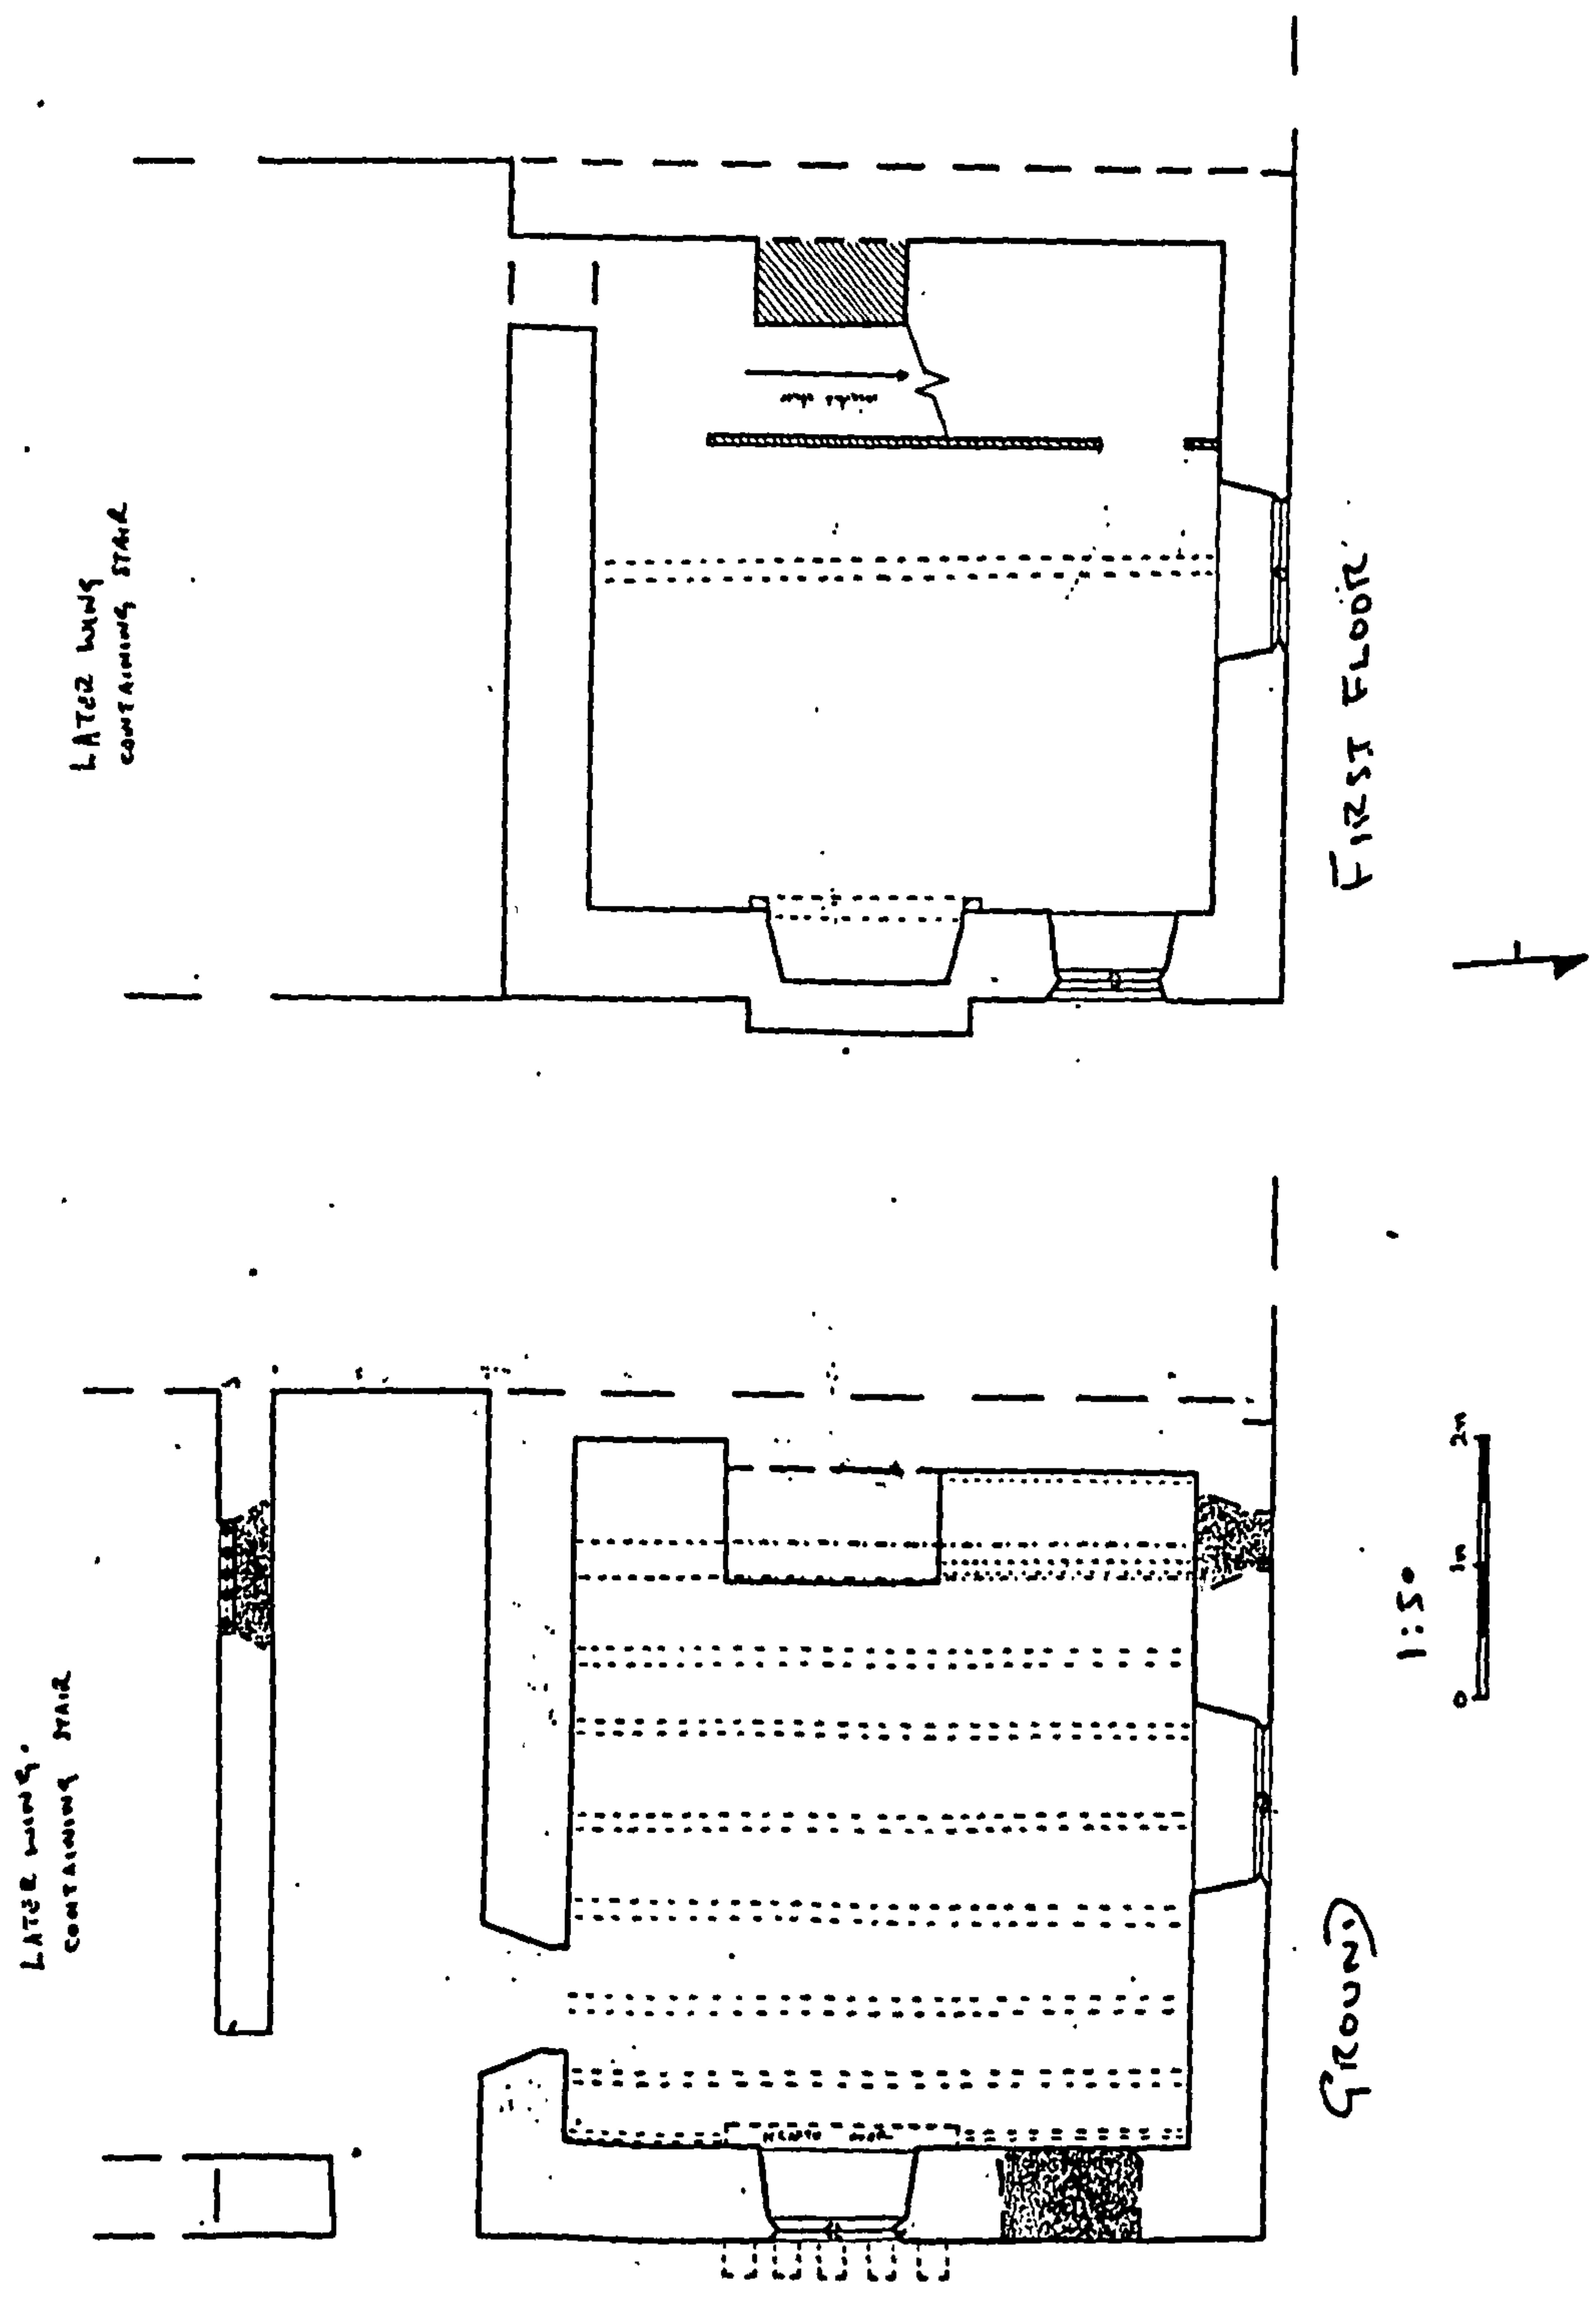 LATER WING
CONTAINING STAIR
FIRST FLOOR
LATER WING.
CONTAINING STAIR
GROUND
1:50
0 1m 2m